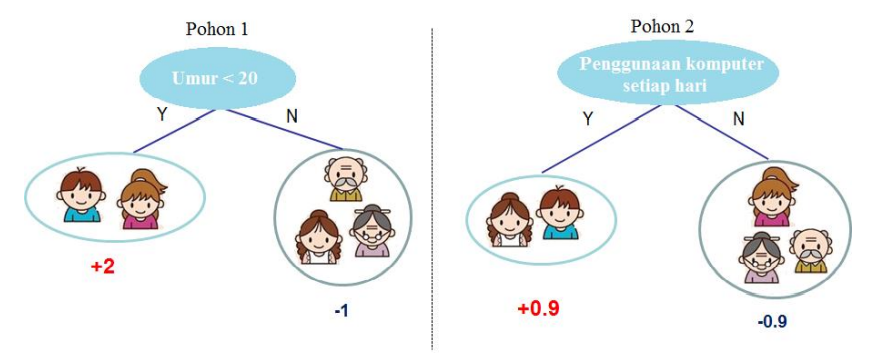 Pohon 1
Umur < 20
Y
N
+2
-1
Pohon 2
Penggunaan komputer
setiap hari
Y
N
+0.9
-0.9